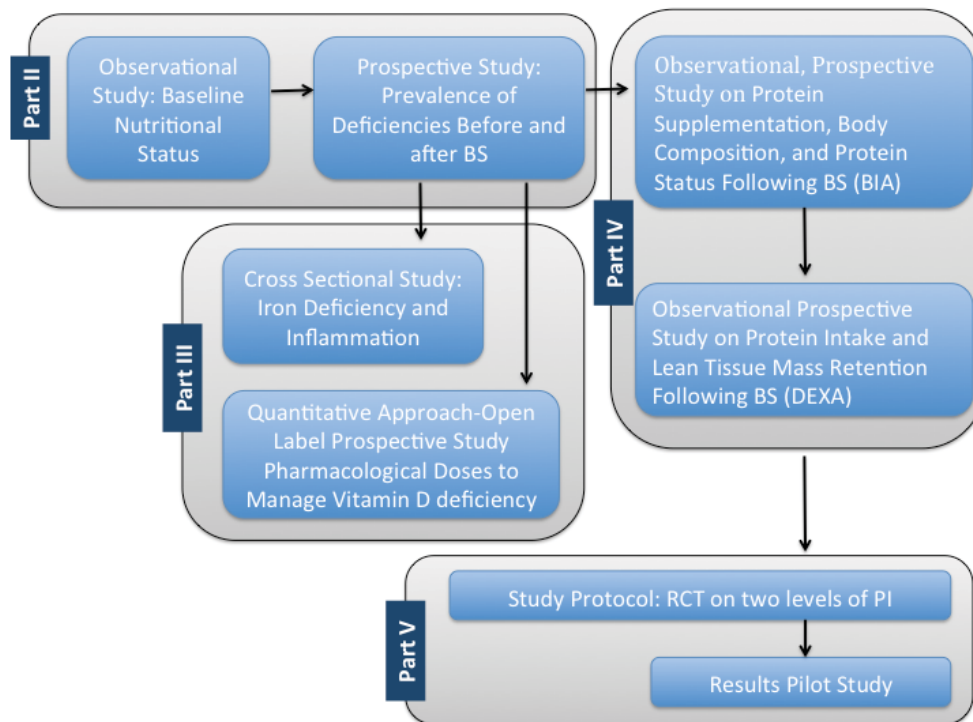 Part II
Observational
Study: Baseline
Nutritional
Status
Prospective Study:
Prevalence of
Deficiencies Before and
after BS
Part III
Cross Sectional Study:
Iron Deficiency and
Inflammation
Quantitative Approach-Open
Label Prospective Study
Pharmacological Doses to
Manage Vitamin D deficiency
Part IV
Observational, Prospective
Study on Protein
Supplementation, Body
Composition, and Protein
Status Following BS (BIA)
Observational Prospective
Study on Protein Intake and
Lean Tissue Mass Retention
Following BS (DEXA)
Part V
Study Protocol: RCT on two levels of PI
Results Pilot Study